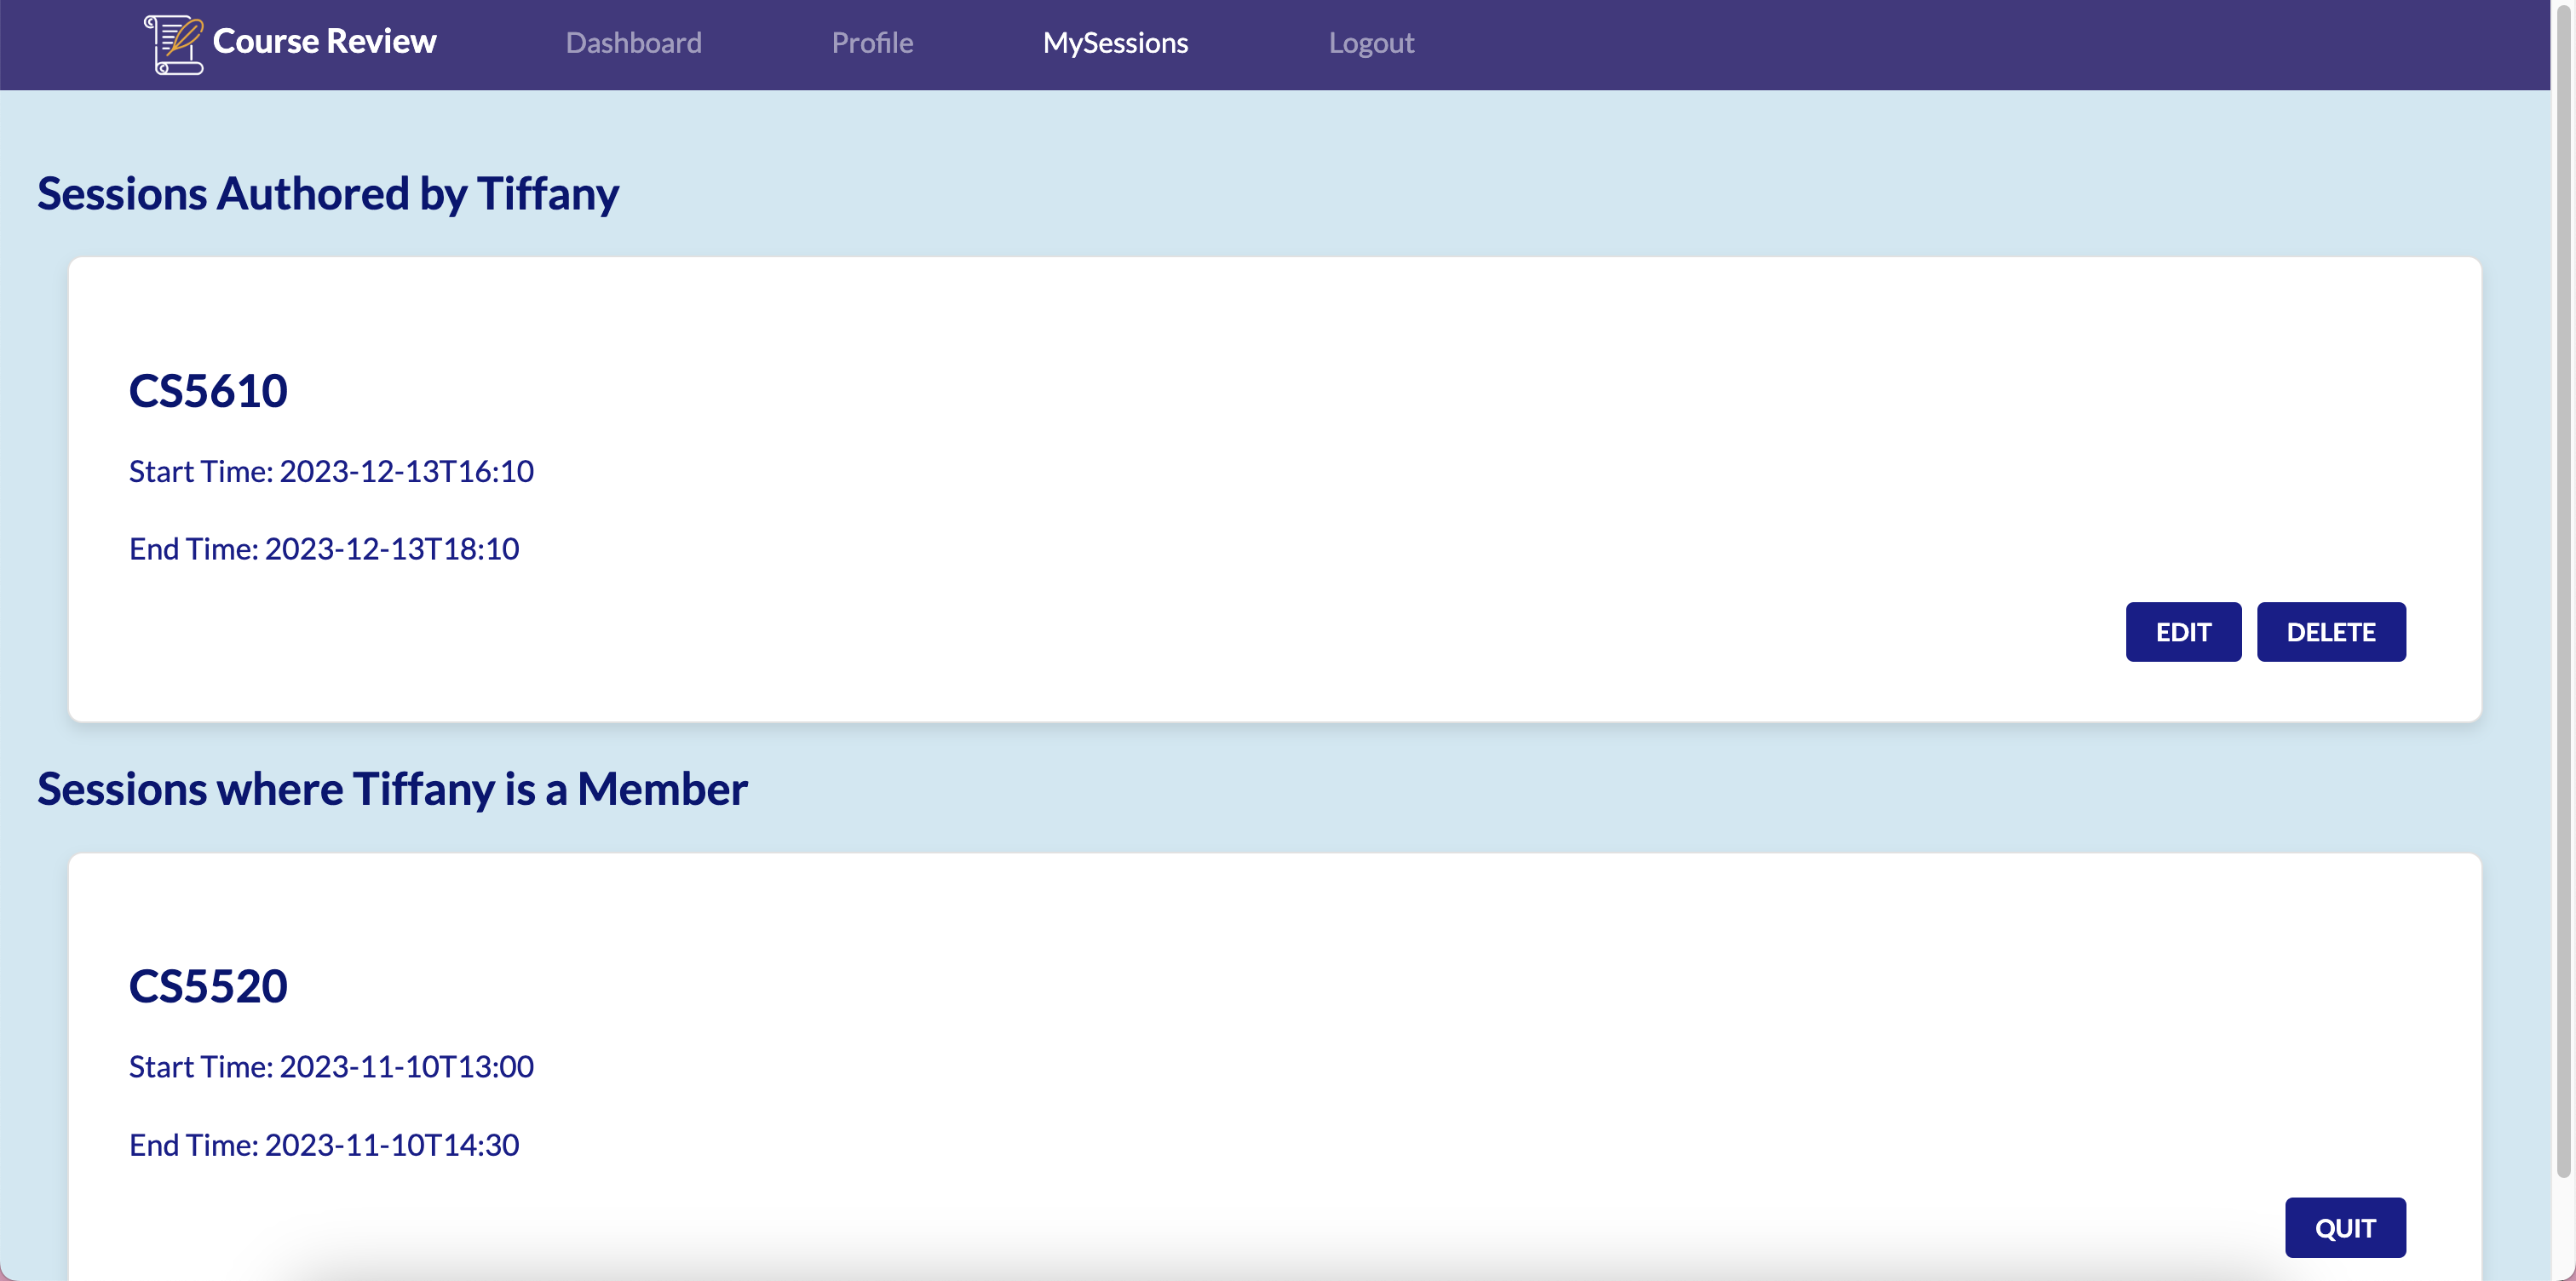 Course Review
Dashboard
Profile
MySessions
Logout
Sessions Authored by Tiffany
CS5610
Start Time: 2023-12-13T16:10
End Time: 2023-12-13T18:10
EDIT
DELETE
Sessions where Tiffany is a Member
CS5520
Start Time: 2023-11-10T13:00
End Time: 2023-11-10T14:30
QUIT